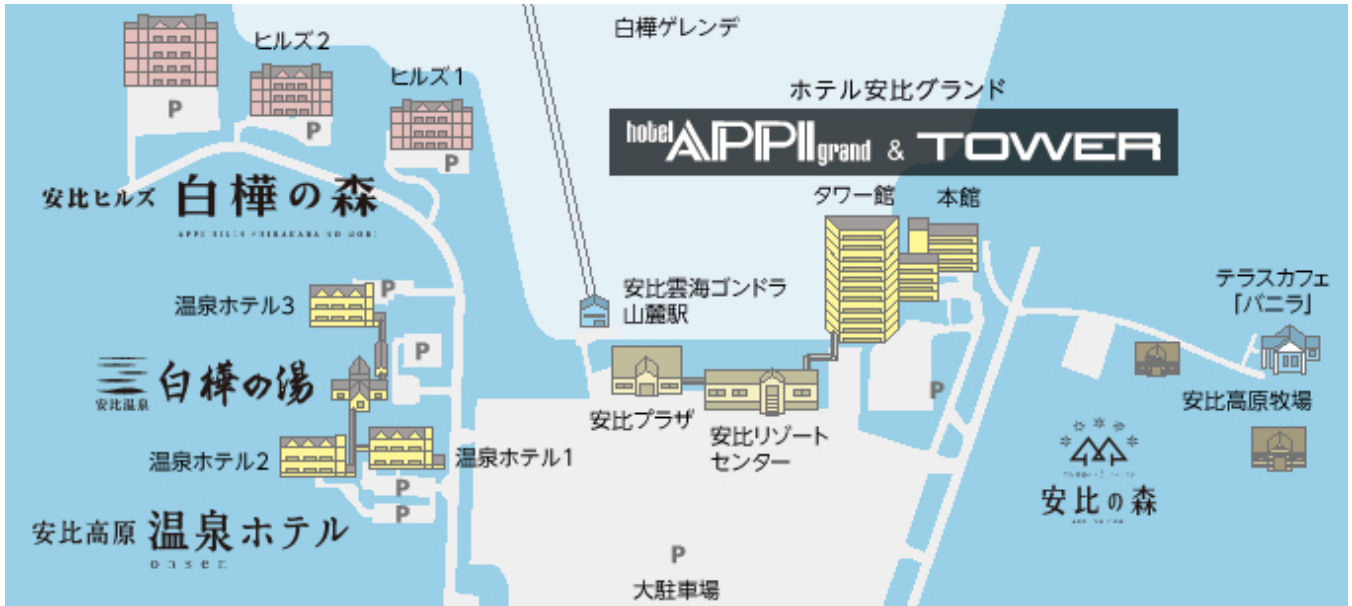 白樺ゲレンデ
ヒルズ2
ヒルズ1
P
P
P
ホテル安比グランド
hotel APPI grand & TOWER
タワー館
本館
安比ヒルズ 白樺の森
APPI HILLS SHIRAKABA NO MORI
安比雲海ゴンドラ
山麓駅
テラスカフェ
「バニラ」
温泉ホテル3
P
P
安比温泉
白樺の湯
安比プラザ
安比リゾート
センター
P
安比高原牧場
温泉ホテル2
温泉ホテル1
P
P
安比の森
安比高原 温泉ホテル
onsen
P
大駐車場